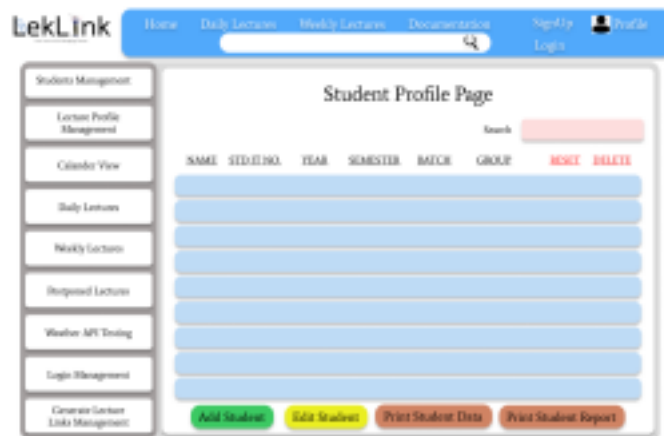 LekLink
Home Daily Lectures Weekly Lectures Documentation SignUp Profile
Login
Students Management
Lecture Profile
Management
Calander View
Daily Lectures
Weekly Lectures
Postponed Lectures
Weather API Testing
Login Management
Generate Lecture
Links Management
Student Profile Page
Search
NAME STD.IT.NO. YEAR SEMESTER BATCH GROUP RESET DELETE
Add Student Edit Student Print Student Data Print Student Report